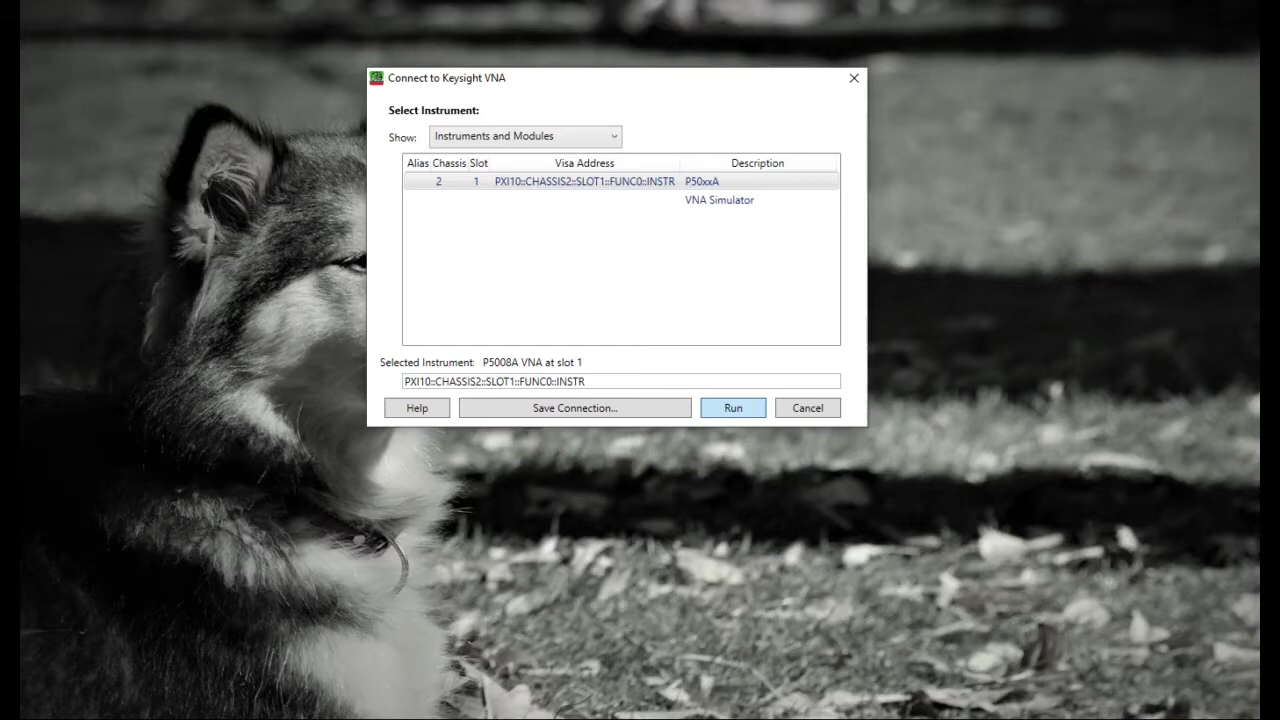 Connect to Keysight VNA
Select Instrument:
Show: Instruments and Modules
Alias Chassis Slot Visa Address Description
2 1 PXI10::CHASSIS2::SLOT1::FUNC0::INSTR P50xxA
VNA Simulator
Selected Instrument: P5008A VNA at slot 1
PXI10::CHASSIS2::SLOT1::FUNC0::INSTR
Help Save Connection... Run Cancel